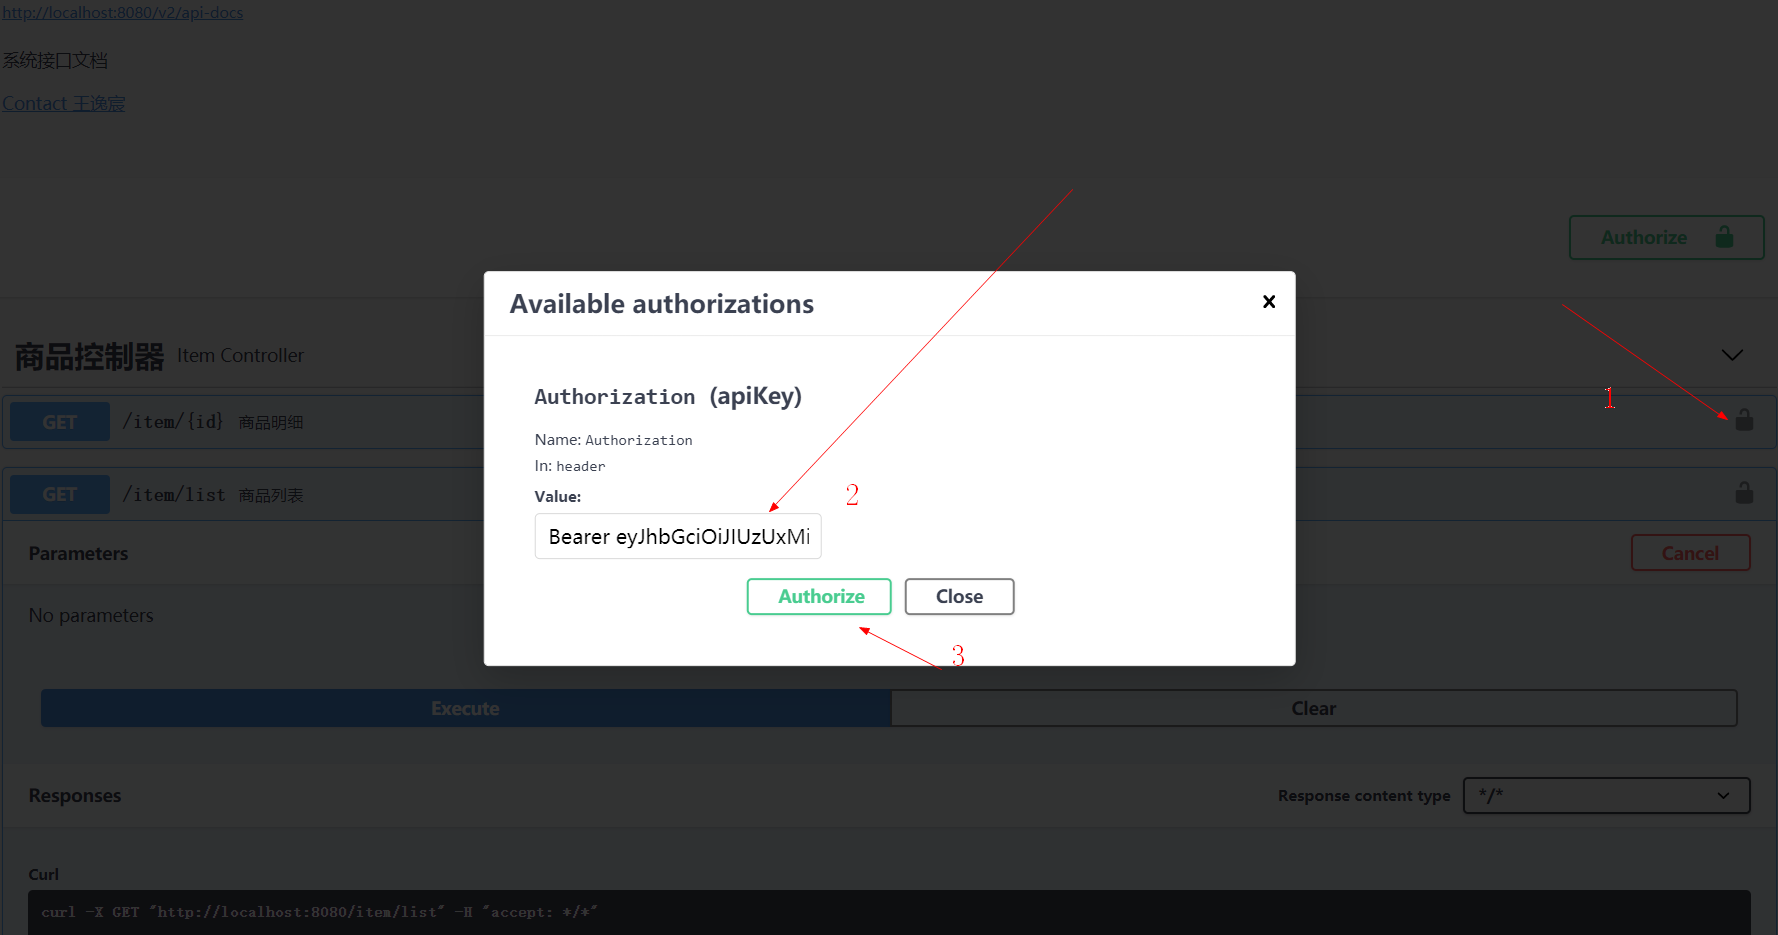 http://localhost:8080/v2/api-docs
系统接口文档
Contact 王逸宸
Authorize
Available authorizations
商品控制器 Item Controller
Authorization (apiKey)
1
GET /item/{id} 商品明细
Name: Authorization
In: header
GET /item/list 商品列表
Value:
2
Bearer eyJhbGciOiJIUzUxMi
Parameters
Cancel
Authorize
Close
No parameters
3
Execute
Clear
Responses
Response content type */*
Curl
curl -X GET "http://localhost:8080/item/list" -H "accept: */*"